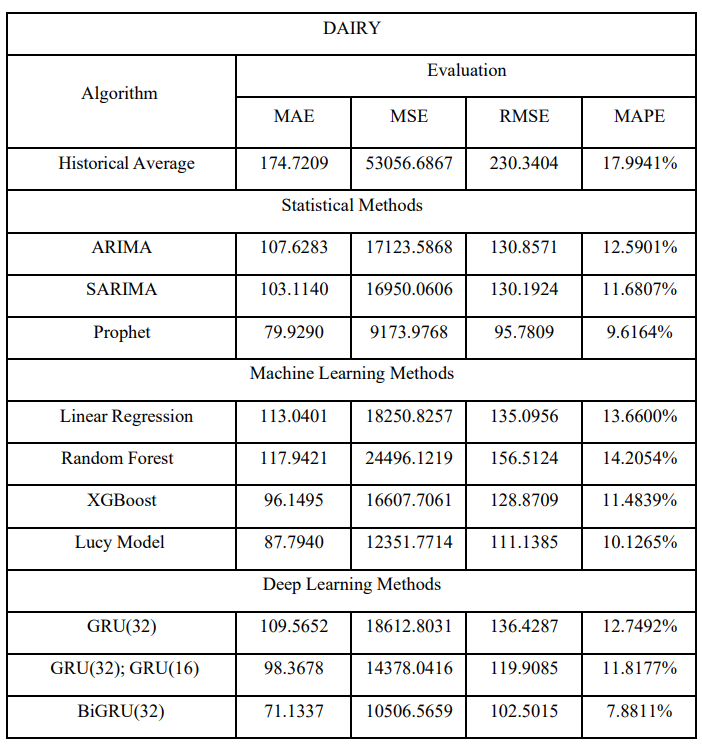 DAIRY
Algorithm
Evaluation
MAE MSE RMSE MAPE
Historical Average 174.7209 53056.6867 230.3404 17.9941%
Statistical Methods
ARIMA 107.6283 17123.5868 130.8571 12.5901%
SARIMA 103.1140 16950.0606 130.1924 11.6807%
Prophet 79.9290 9173.9768 95.7809 9.6164%
Machine Learning Methods
Linear Regression 113.0401 18250.8257 135.0956 13.6600%
Random Forest 117.9421 24496.1219 156.5124 14.2054%
XGBoost 96.1495 16607.7061 128.8709 11.4839%
Lucy Model 87.7940 12351.7714 111.1385 10.1265%
Deep Learning Methods
GRU(32) 109.5652 18612.8031 136.4287 12.7492%
GRU(32); GRU(16) 98.3678 14378.0416 119.9085 11.8177%
BiGRU(32) 71.1337 10506.5659 102.5015 7.8811%